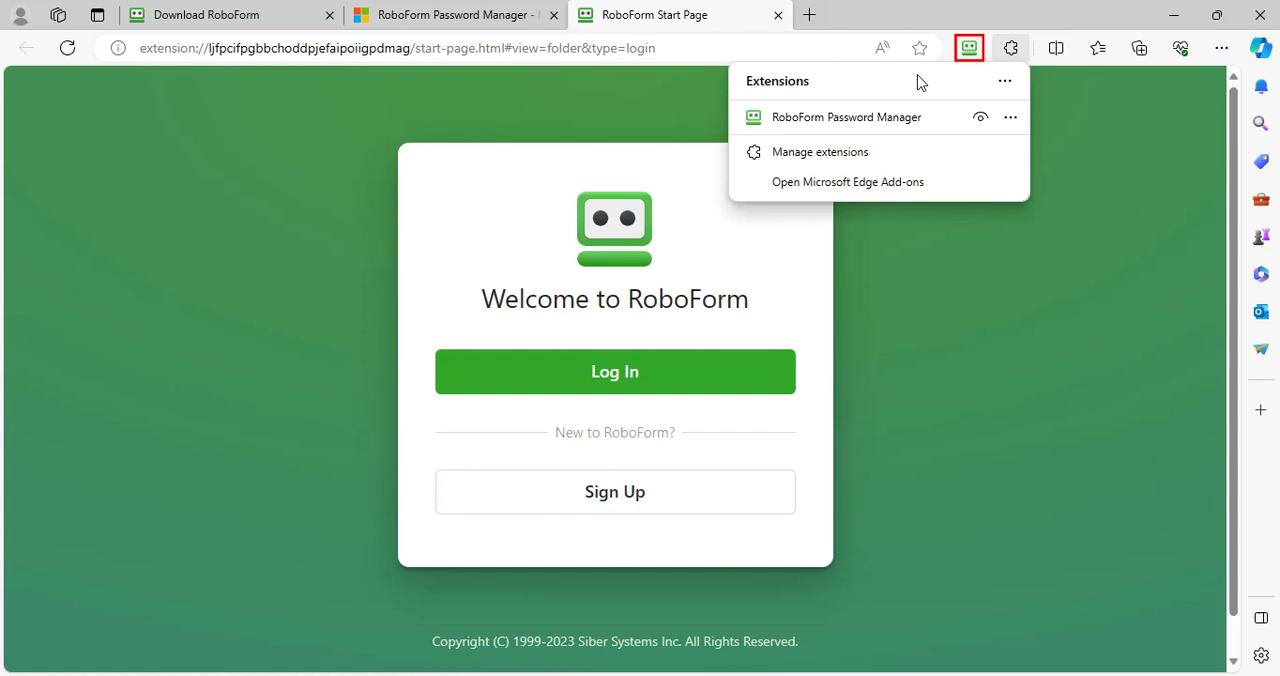 Download RoboForm
RoboForm Password Manager -
RoboForm Start Page
extension://ljfpcifpgbbchoddpjefaipoiigpdmag/start-page.html#view=folder&type=login
Extensions
RoboForm Password Manager
Manage extensions
Open Microsoft Edge Add-ons
Welcome to RoboForm
Log In
New to RoboForm?
Sign Up
Copyright (C) 1999-2023 Siber Systems Inc. All Rights Reserved.